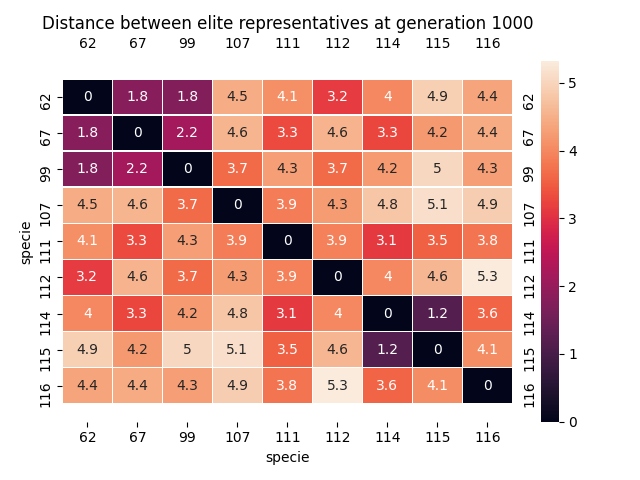 Distance between elite representatives at generation 1000
62 67 99 107 111 112 114 115 116
62 0 1.8 1.8 4.5 4.1 3.2 4 4.9 4.4 62
67 1.8 0 2.2 4.6 3.3 4.6 3.3 4.2 4.4 67
99 1.8 2.2 0 3.7 4.3 3.7 4.2 5 4.3 99
107 4.5 4.6 3.7 0 3.9 4.3 4.8 5.1 4.9 107
111 4.1 3.3 4.3 3.9 0 3.9 3.1 3.5 3.8 111
112 3.2 4.6 3.7 4.3 3.9 0 4 4.6 5.3 112
114 4 3.3 4.2 4.8 3.1 4 0 1.2 3.6 114
115 4.9 4.2 5 5.1 3.5 4.6 1.2 0 4.1 115
116 4.4 4.4 4.3 4.9 3.8 5.3 3.6 4.1 0 116
62 67 99 107 111 112 114 115 116
specie
specie
5
4
3
2
1
0